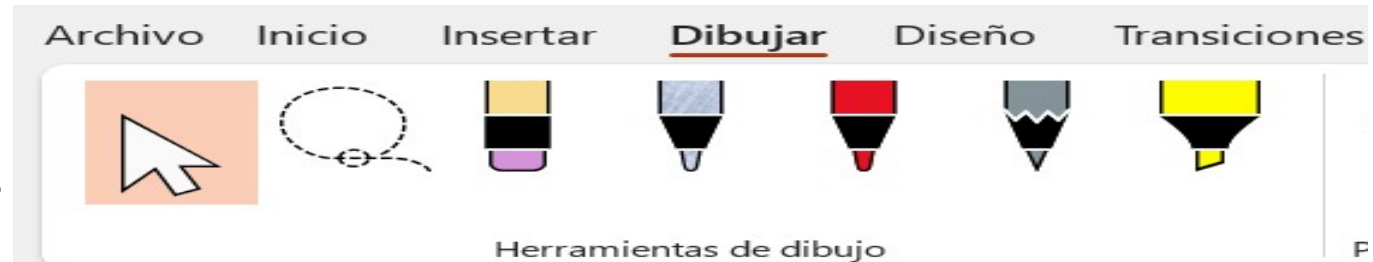 Archivo Inicio Insertar Dibujar Diseño Transiciones
Herramientas de dibujo